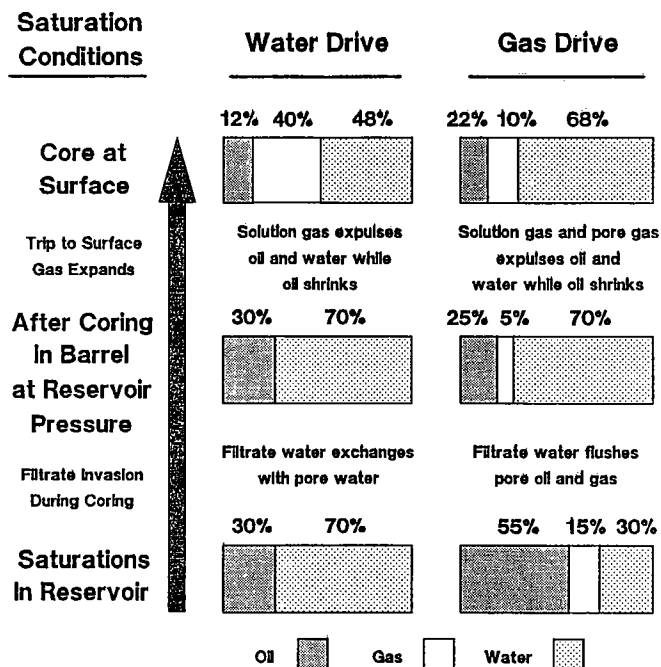 Saturation
Conditions
Water Drive
Gas Drive
12% 40% 48%
22% 10% 68%
Core at
Surface
Trip to Surface
Gas Expands
Solution gas expulses
oil and water while
oil shrinks
Solution gas and pore gas
expulses oil and
water while oil shrinks
After Coring
in Barrel
at Reservoir
Pressure
30% 70%
25% 5% 70%
Filtrate Invasion
During Coring
Filtrate water exchanges
with pore water
Filtrate water flushes
pore oil and gas
30% 70%
55% 15% 30%
Saturations
In Reservoir
Oil Gas Water